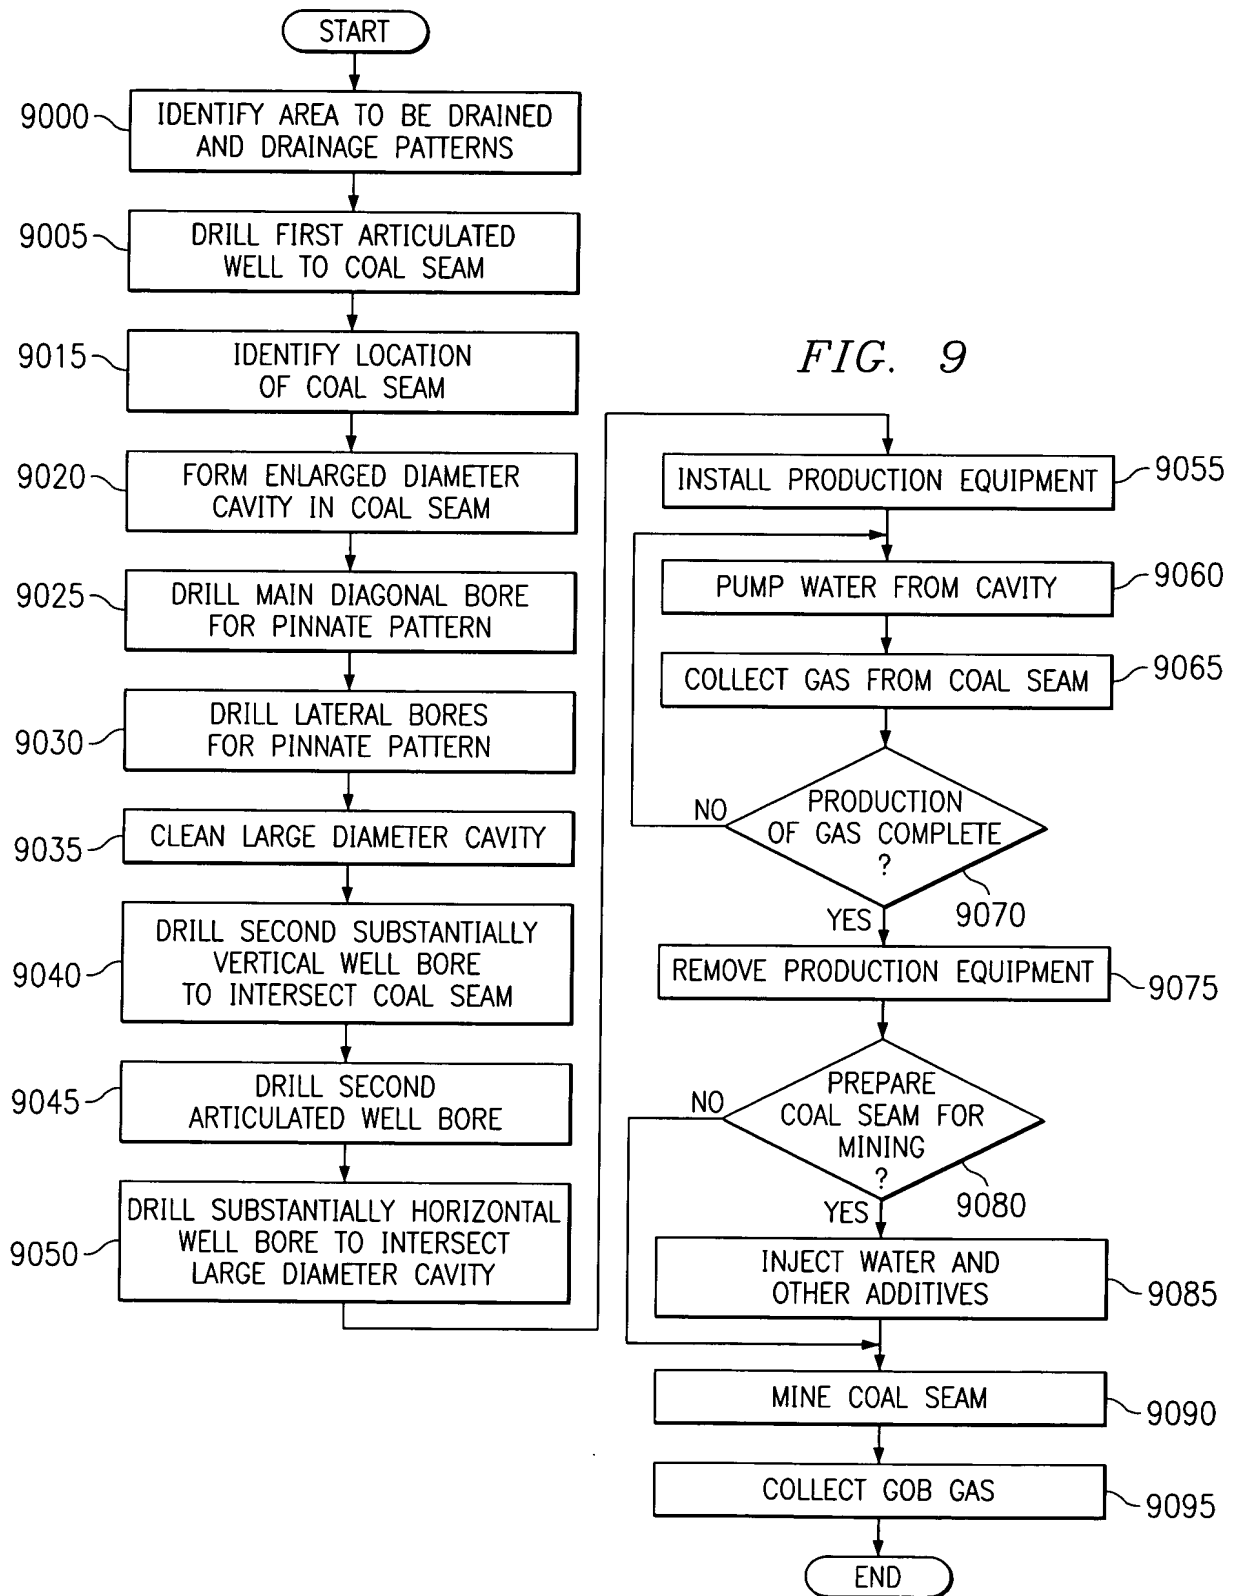 START
9000
IDENTIFY AREA TO BE DRAINED
AND DRAINAGE PATTERNS
9005
DRILL FIRST ARTICULATED
WELL TO COAL SEAM
9015
IDENTIFY LOCATION
OF COAL SEAM
9020
FORM ENLARGED DIAMETER
CAVITY IN COAL SEAM
9025
DRILL MAIN DIAGONAL BORE
FOR PINNATE PATTERN
9030
DRILL LATERAL BORES
FOR PINNATE PATTERN
9035
CLEAN LARGE DIAMETER CAVITY
9040
DRILL SECOND SUBSTANTIALLY
VERTICAL WELL BORE
TO INTERSECT COAL SEAM
9045
DRILL SECOND
ARTICULATED WELL BORE
9050
DRILL SUBSTANTIALLY HORIZONTAL
WELL BORE TO INTERSECT
LARGE DIAMETER CAVITY
FIG. 9
INSTALL PRODUCTION EQUIPMENT
9055
PUMP WATER FROM CAVITY
9060
COLLECT GAS FROM COAL SEAM
9065
NO
PRODUCTION
OF GAS COMPLETE
?
9070
YES
REMOVE PRODUCTION EQUIPMENT
9075
NO
PREPARE
COAL SEAM FOR
MINING
?
9080
YES
INJECT WATER AND
OTHER ADDITIVES
9085
MINE COAL SEAM
9090
COLLECT GOB GAS
9095
END